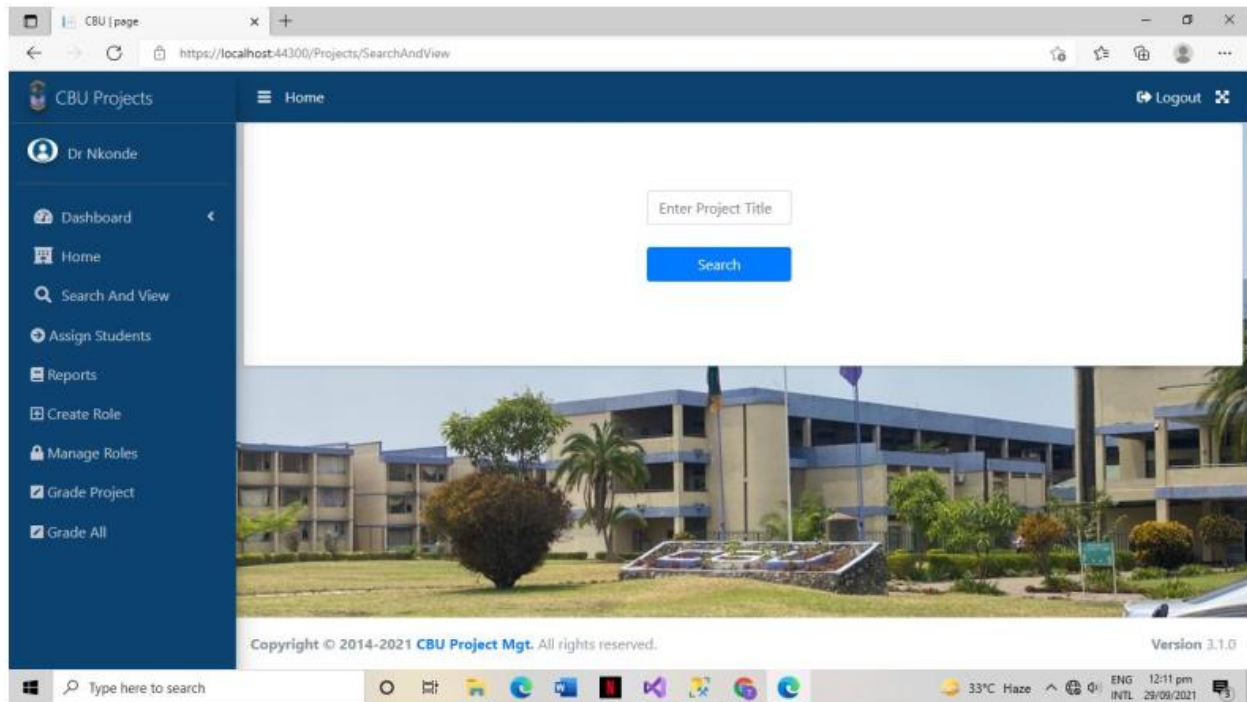 CBU | page
https://localhost:44300/Projects/SearchAndView
CBU Projects
Home
Logout
Dr Nkonde
Dashboard
Home
Search And View
Assign Students
Reports
Create Role
Manage Roles
Grade Project
Grade All
Enter Project Title
Search
CBU
Copyright © 2014-2021 CBU Project Mgt. All rights reserved.
Version 3.1.0
Type here to search
33°C Haze
ENG
INTL
12:11 pm
29/09/2021